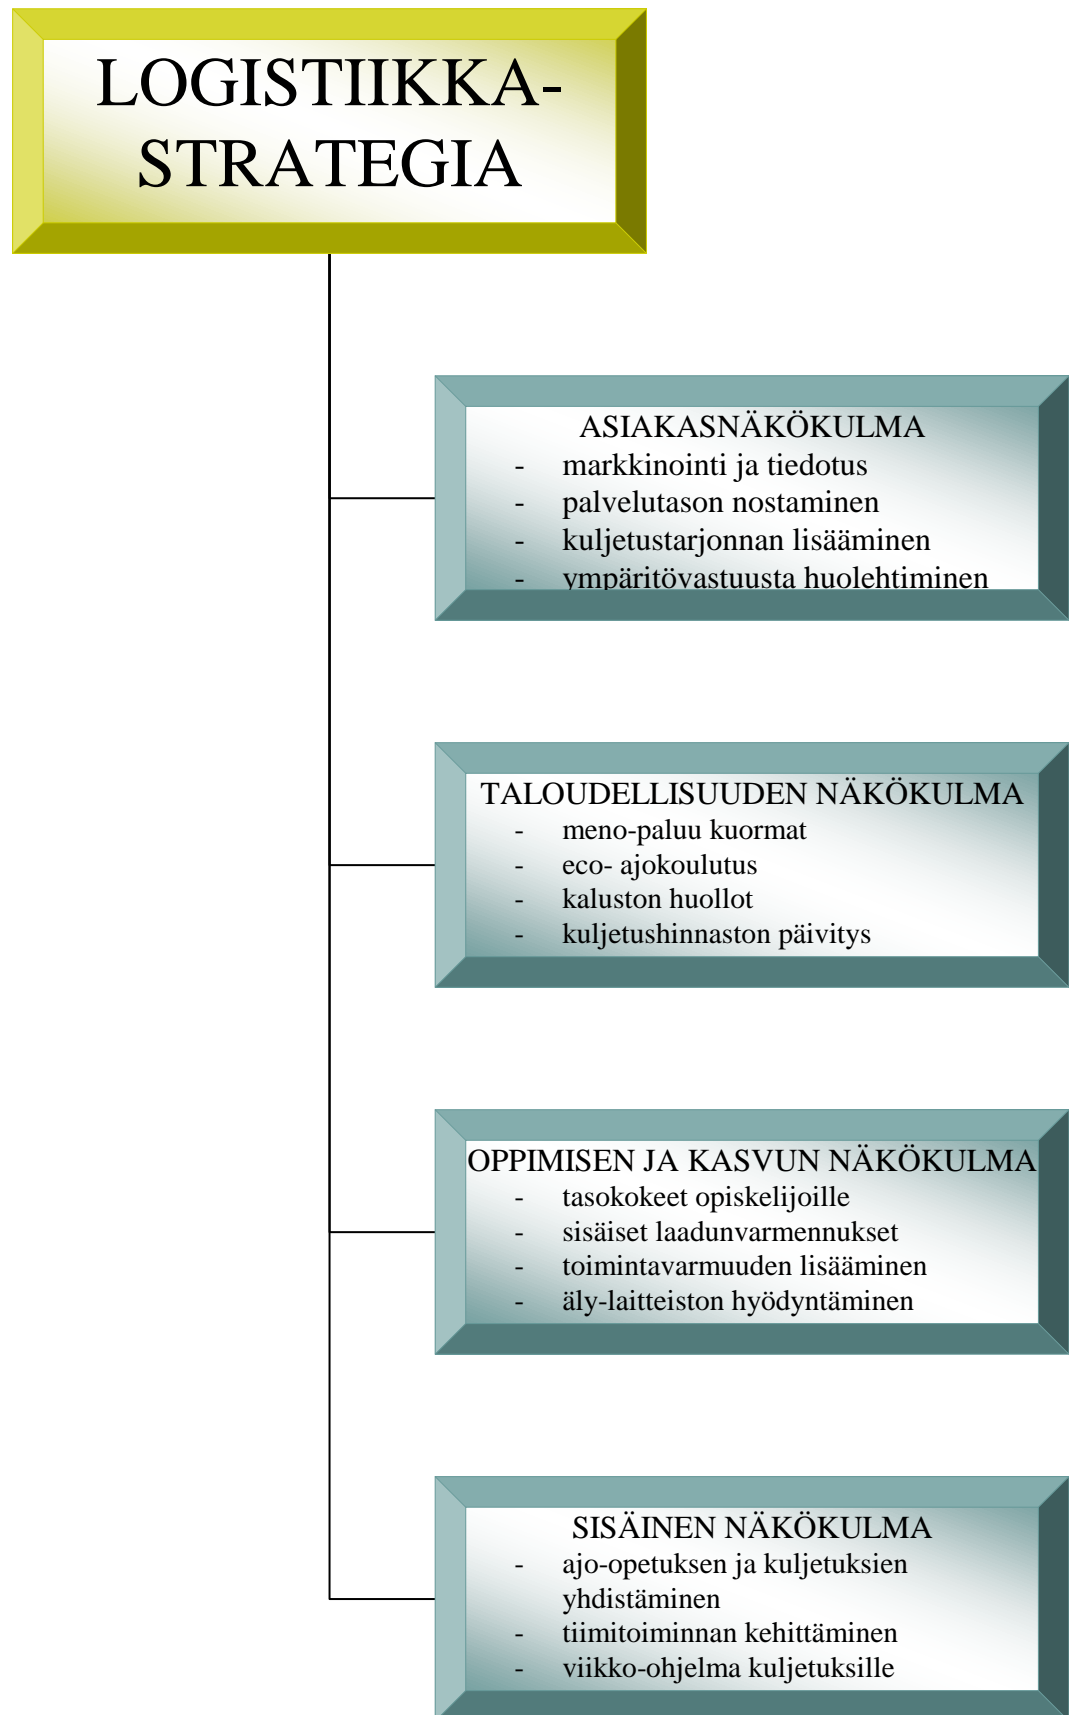 LOGISTIIKKA-
STRATEGIA
ASIAKASNÄKÖKULMA
- markkinointi ja tiedotus
- palvelutason nostaminen
- kuljetustarjonnan lisääminen
- ympäritövastuusta huolehtiminen
TALOUDELLISUUDEN NÄKÖKULMA
- meno-paluu kuormat
- eco- ajokoulutus
- kaluston huollot
- kuljetushinnaston päivitys
OPPIMISEN JA KASVUN NÄKÖKULMA
- tasokokeet opiskelijoille
- sisäiset laadunvarmennukset
- toimintavarmuuden lisääminen
- äly-laitteiston hyödyntäminen
SISÄINEN NÄKÖKULMA
- ajo-opetuksen ja kuljetuksien
yhdistäminen
- tiimitoiminnan kehittäminen
- viikko-ohjelma kuljetuksille